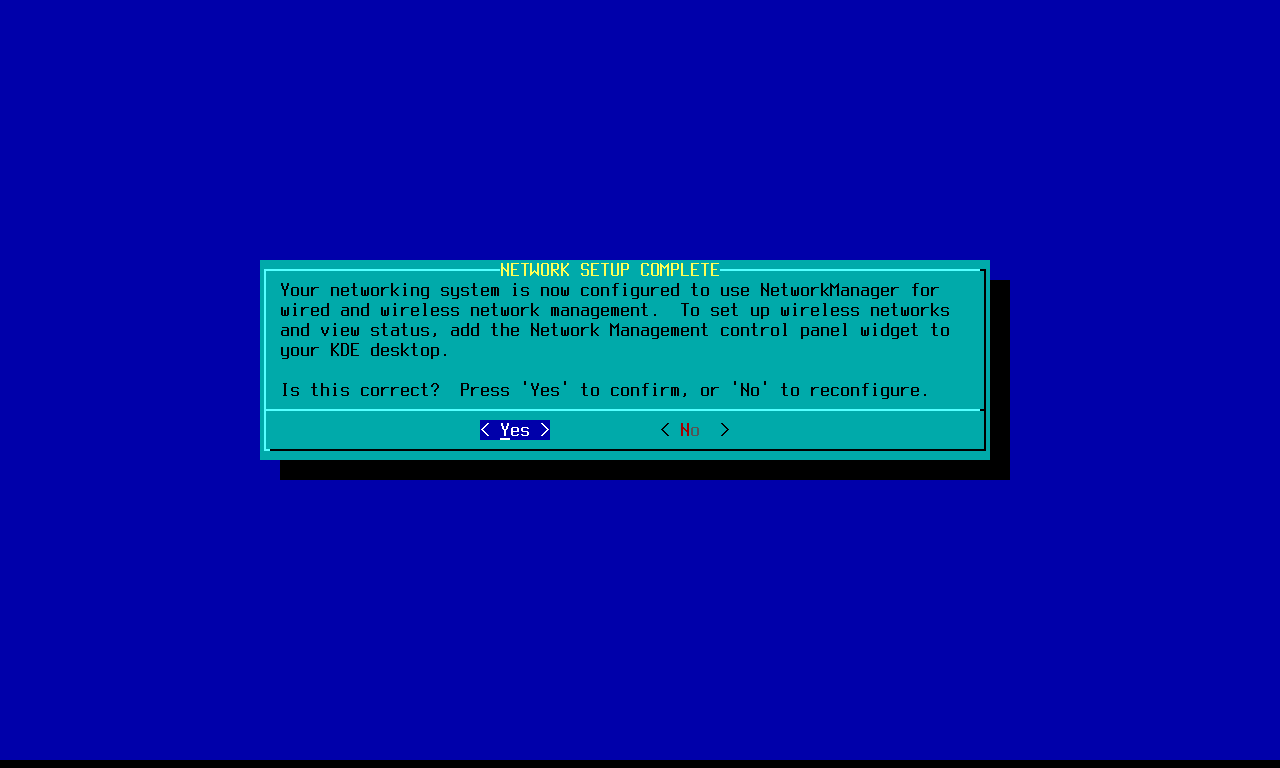 NETWORK SETUP COMPLETE
Your networking system is now configured to use NetworkManager for
wired and wireless network management.  To set up wireless networks
and view status, add the Network Management control panel widget to
your KDE desktop.
Is this correct?  Press 'Yes' to confirm, or 'No' to reconfigure.
< Yes > < No  >